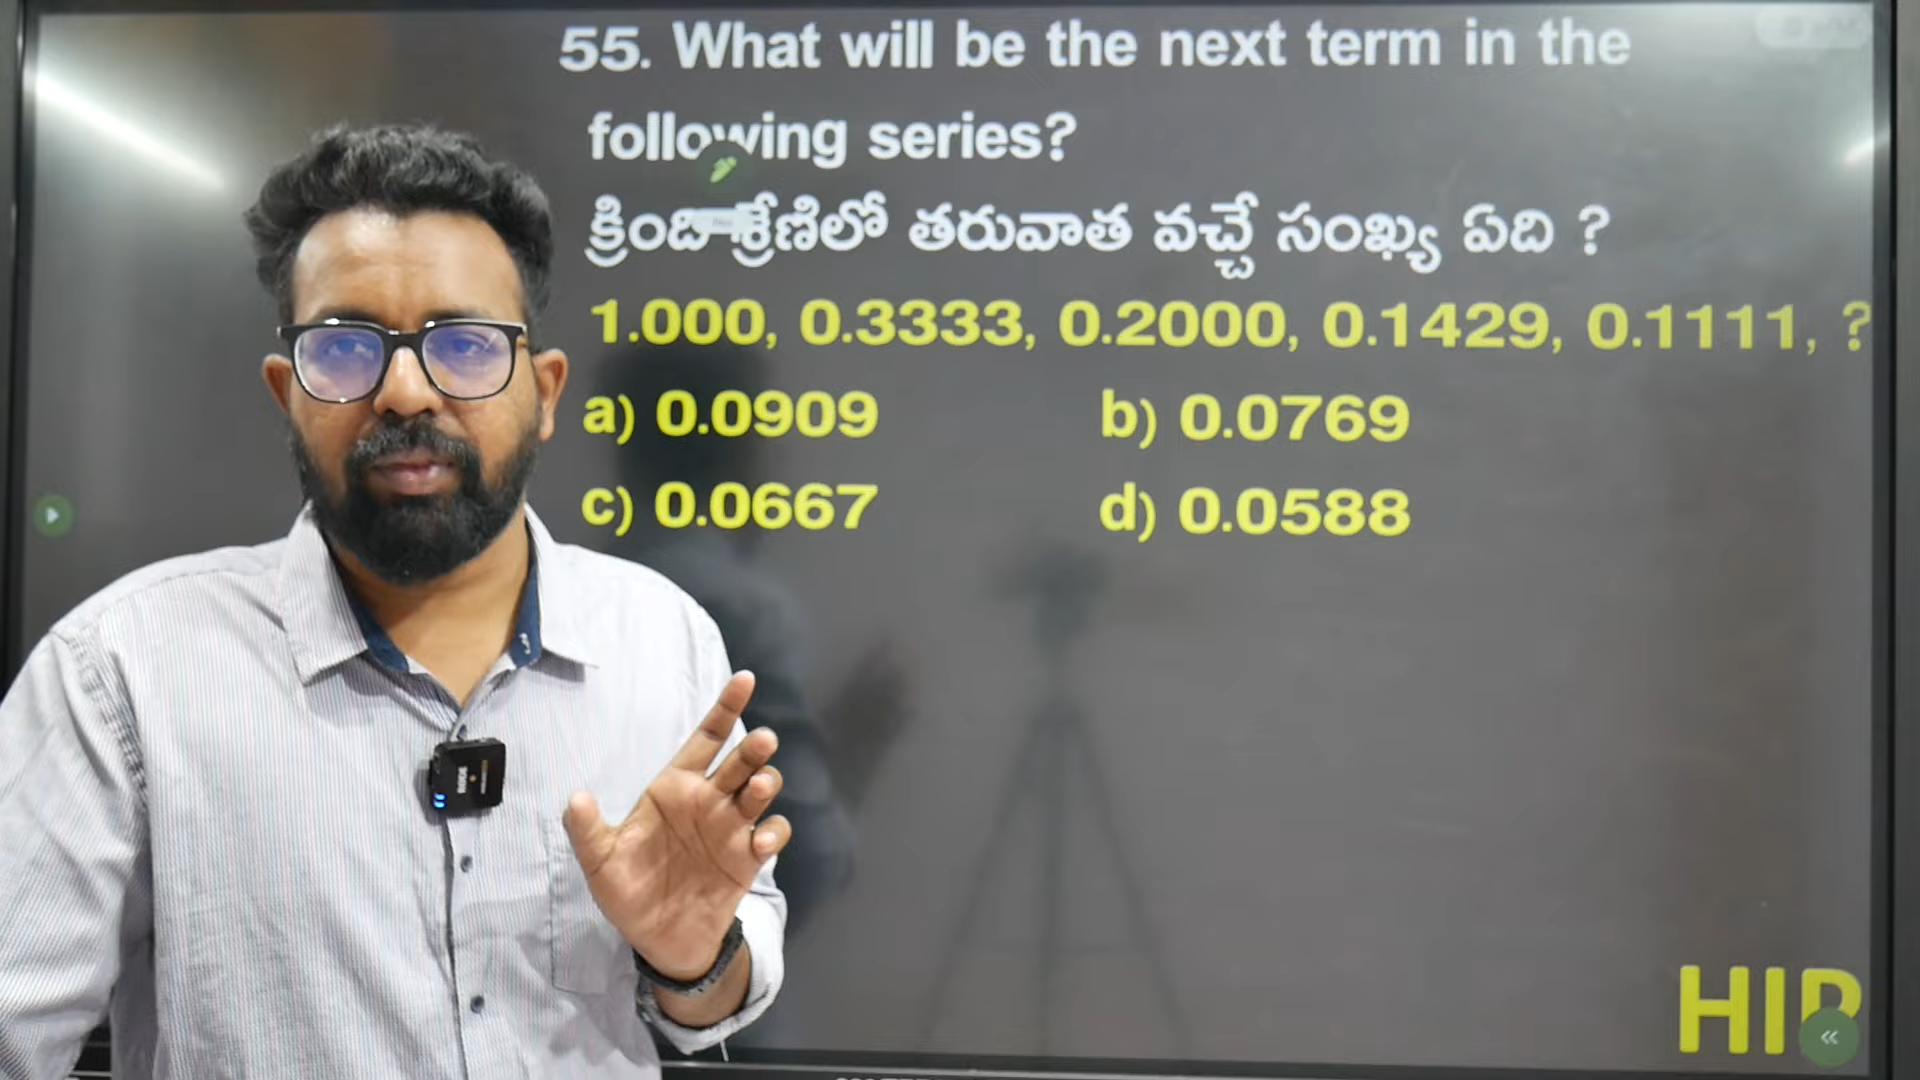 55. What will be the next term in the
following series?
క్రింది శ్రేణిలో తరువాత వచ్చే సంఖ్య ఏది ?
1.000, 0.3333, 0.2000, 0.1429, 0.1111, ?
a) 0.0909 b) 0.0769
c) 0.0667 d) 0.0588
RODE